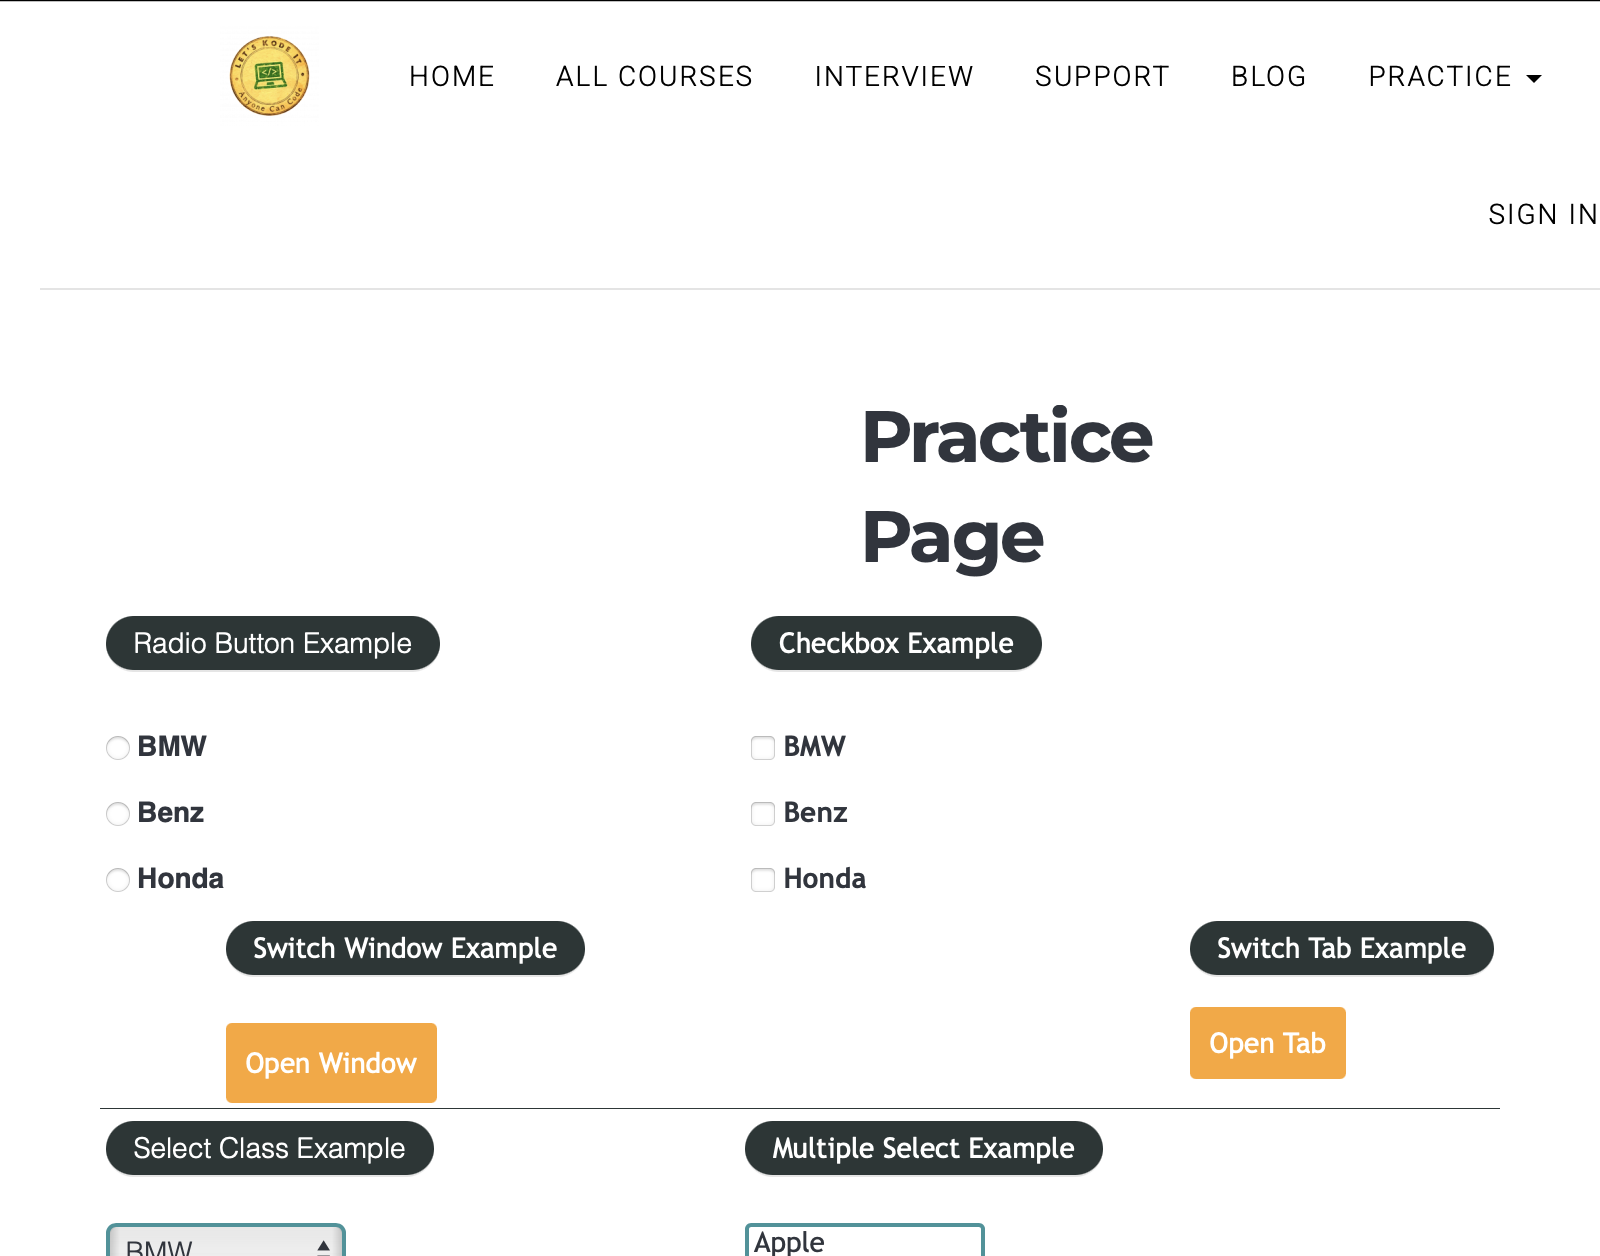 LET'S KODE IT
</>
Anyone Can Code
HOME ALL COURSES INTERVIEW SUPPORT BLOG PRACTICE
SIGN IN
Practice
Page
Radio Button Example
BMW
Benz
Honda
Checkbox Example
BMW
Benz
Honda
Switch Window Example
Open Window
Switch Tab Example
Open Tab
Select Class Example
BMW
Multiple Select Example
Apple